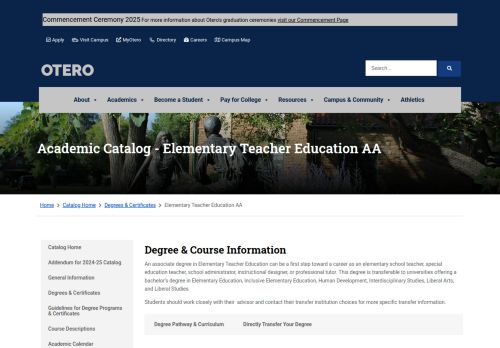 Commencement Ceremony 2025 For more information about Otero's graduation ceremonies visit our Commencement Page
Apply Visit Campus MyOtero Directory Careers Campus Map
OTERO
Search ...
About Academics Become a Student Pay for College Resources Campus & Community Athletics
Academic Catalog - Elementary Teacher Education AA
Home > Catalog Home > Degrees & Certificates > Elementary Teacher Education AA
Catalog Home
Addendum for 2024-25 Catalog
General Information
Degrees & Certificates
Guidelines for Degree Programs
& Certificates
Course Descriptions
Academic Calendar
Degree & Course Information
An associate degree in Elementary Teacher Education can be a first step toward a career as an elementary school teacher, special
education teacher, school administrator, instructional designer, or professional tutor. This degree is transferable to universities offering a
bachelor's degree in Elementary Education, Inclusive Elementary Education, Human Development, Interdisciplinary Studies, Liberal Arts,
and Liberal Studies.
Students should work closely with their advisor and contact their transfer institution choices for more specific transfer information.
Degree Pathway & Curriculum Directly Transfer Your Degree